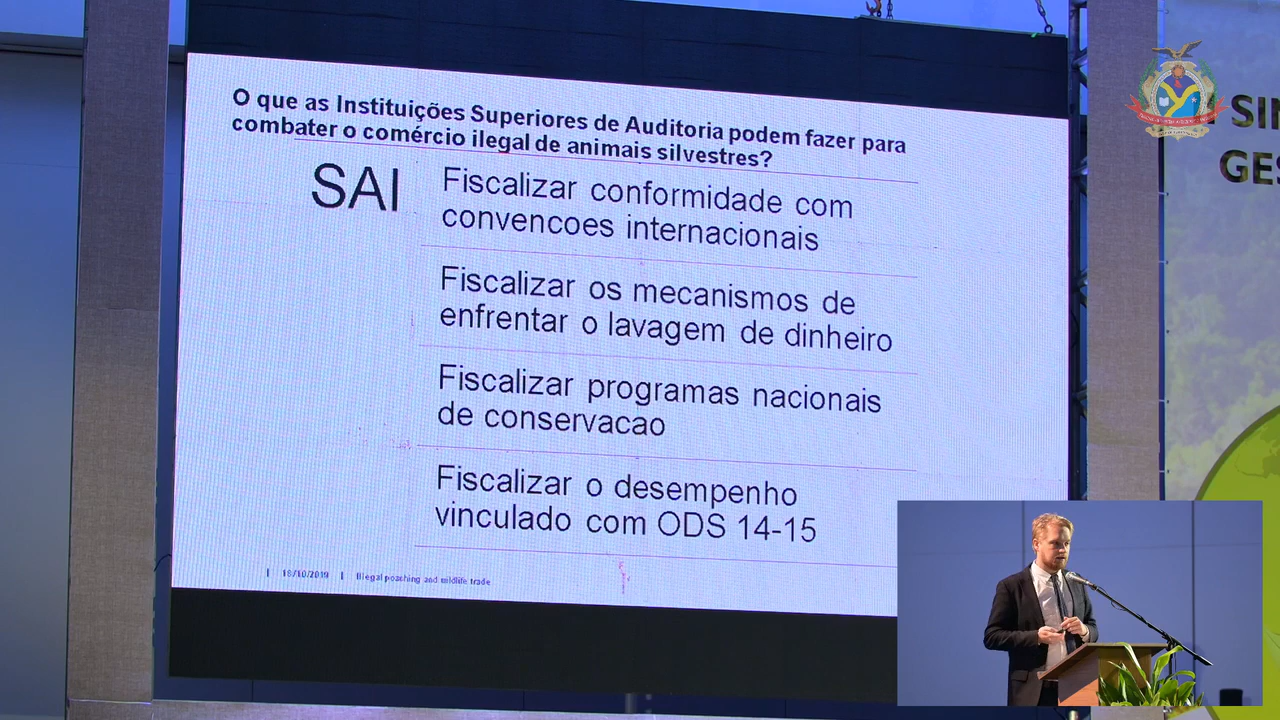 O que as Instituições Superiores de Auditoria podem fazer para
combater o comércio ilegal de animais silvestres?
SAI
Fiscalizar conformidade com
convencoes internacionais
Fiscalizar os mecanismos de
enfrentar o lavagem de dinheiro
Fiscalizar programas nacionais
de conservacao
Fiscalizar o desempenho
vinculado com ODS 14-15
| 18/10/2019 | Illegal poaching and wildlife trade